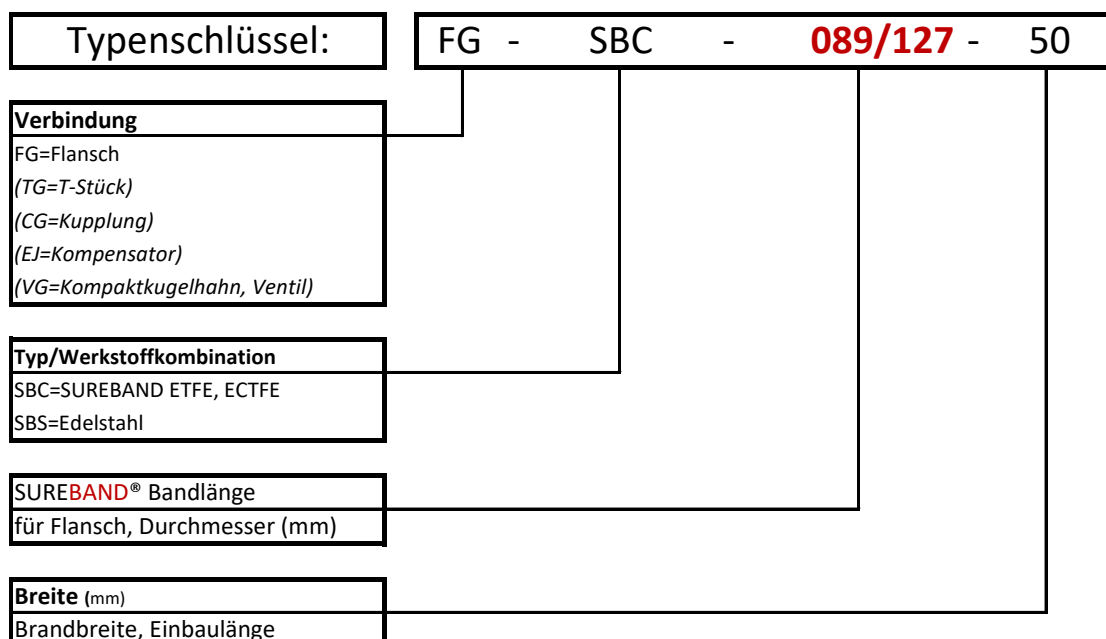 Typenschlüssel: FG - SBC - 089/127 - 50
Verbindung
FG=Flansch
(TG=T-Stück)
(CG=Kupplung)
(EJ=Kompensator)
(VG=Kompaktkugelhahn, Ventil)
Typ/Werkstoffkombination
SBC=SUREBAND ETFE, ECTFE
SBS=Edelstahl
SUREBAND® Bandlänge
für Flansch, Durchmesser (mm)
Breite (mm)
Brandbreite, Einbaulänge